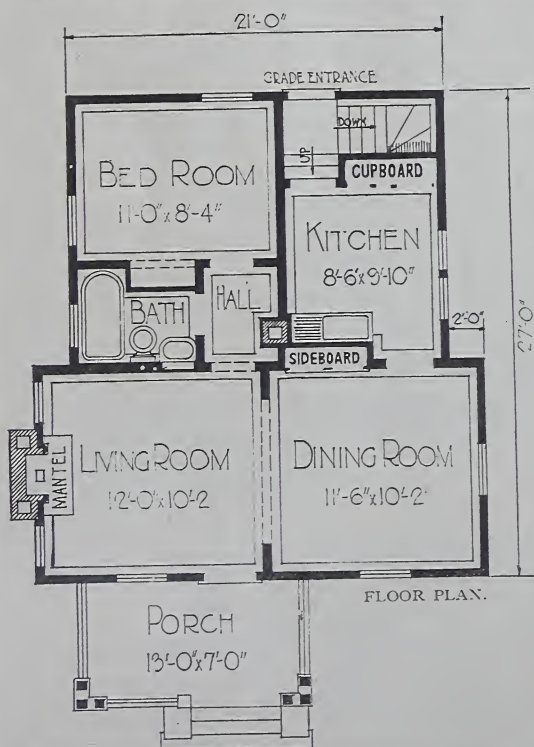 21'-0"
GRADE ENTRANCE
DOWN
UP
CUPBOARD
BED ROOM
11'-0" x 8'-4"
KITCHEN
8'-6" x 9'-10"
HALL
BATH
2'-0"
27'-0"
SIDEBOARD
MANTEL
LIVING ROOM
12'-0" x 10'-2
DINING ROOM
11'-6" x 10'-2"
FLOOR PLAN.
PORCH
13'-0" x 7'-0"